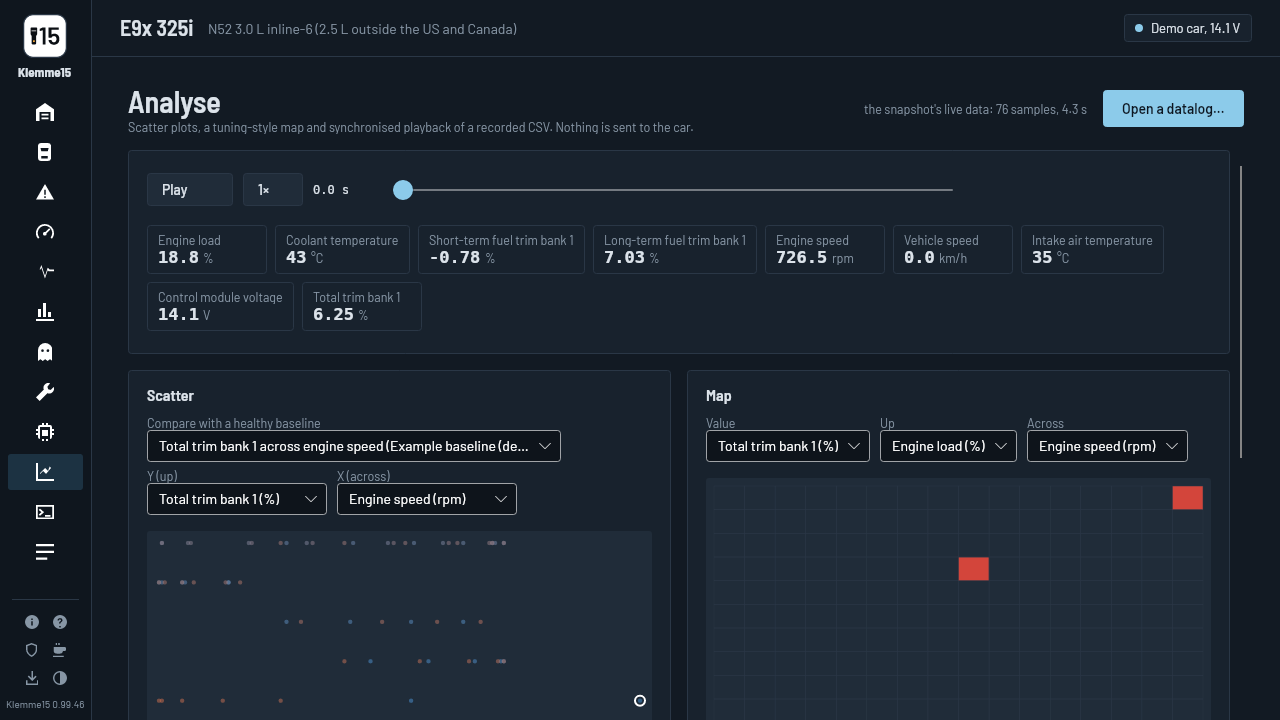 15
Klemme15
E9x 325i
N52 3.0 L inline-6 (2.5 L outside the US and Canada)
Demo car, 14.1 V
Analyse
Scatter plots, a tuning-style map and synchronised playback of a recorded CSV. Nothing is sent to the car.
the snapshot's live data: 76 samples, 4.3 s
Open a datalog...
Play
1×
0.0 s
Engine load
18.8 %
Coolant temperature
43 °C
Short-term fuel trim bank 1
-0.78 %
Long-term fuel trim bank 1
7.03 %
Engine speed
726.5 rpm
Vehicle speed
0.0 km/h
Intake air temperature
35 °C
Control module voltage
14.1 V
Total trim bank 1
6.25 %
Scatter
Compare with a healthy baseline
Total trim bank 1 across engine speed (Example baseline (de...
Y (up)
X (across)
Total trim bank 1 (%)
Engine speed (rpm)
Map
Value
Up
Across
Total trim bank 1 (%)
Engine load (%)
Engine speed (rpm)
Klemme15 0.99.46